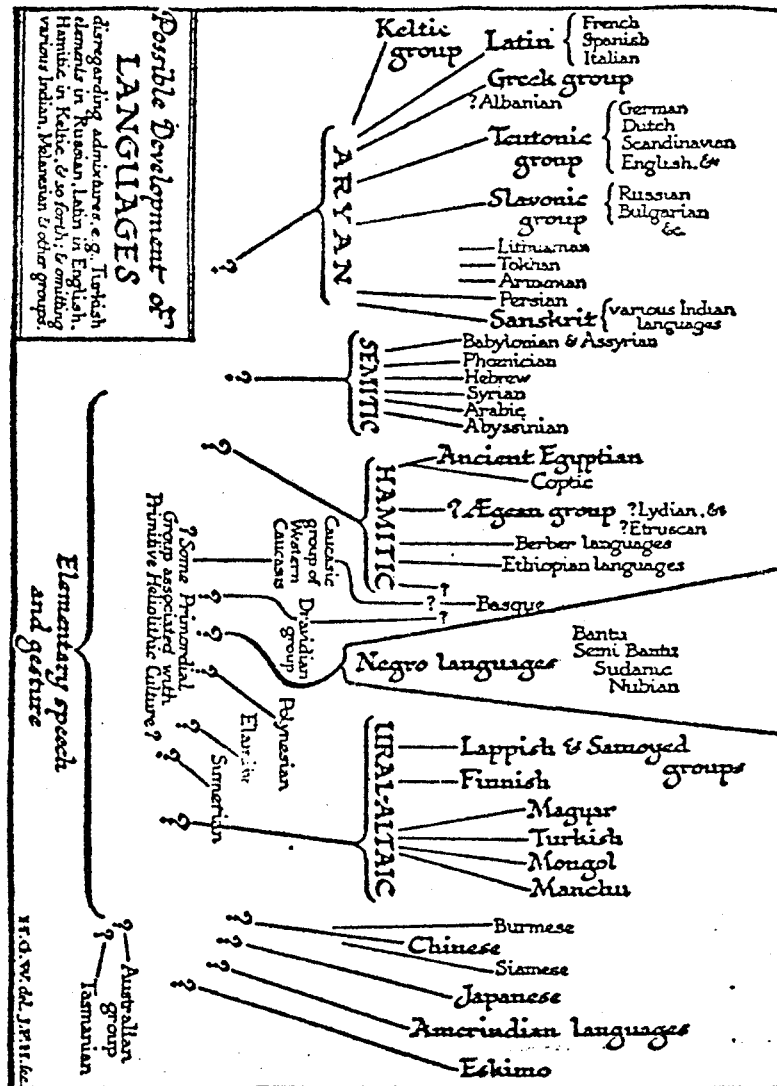 Possible Development of
LANGUAGES
disregarding admixtures, e.g. Turkish
elements in Russian, Latin in English,
Hamitic in Keltic, & so forth; & omitting
various Indian, Melanesian & other groups.
Keltic
group
Latin
French
Spanish
Italian
Greek group
?Albanian
Teutonic
group
German
Dutch
Scandinavian
English, &c
ARYAN
?
Slavonic
group
Russian
Bulgarian
&c.
Lithuanian
Tokhan
Armenian
Persian
Sanskrit
various Indian
languages
SEMITIC
?
Babylonian & Assyrian
Phoenician
Hebrew
Syrian
Arabic
Abyssinian
HAMITIC
?
Ancient Egyptian
Coptic
? Ægean group
?Lydian, &c
?Etruscan
Berber languages
Ethiopian languages
?
? Basque
?
Caucasic
group of
Western
Caucasis
?
Dravidian
group
?
Negro languages
?
Bantu
Semi Bantu
Sudanic
Nubian
?Some Primordial
Group associated with
Primitive Heliolithic Culture?
Polynesian
?
Elamite
?
Sumerian
?
Elementary speech
and gesture
URAL-ALTAIC
?
Lappish & Samoyed
groups
Finnish
Magyar
Turkish
Mongol
Manchu
Burmese
? Chinese
Siamese
? Japanese
? Amerindian languages
? Eskimo
? Australian
group
? Tasmanian
J.F.H. fec.